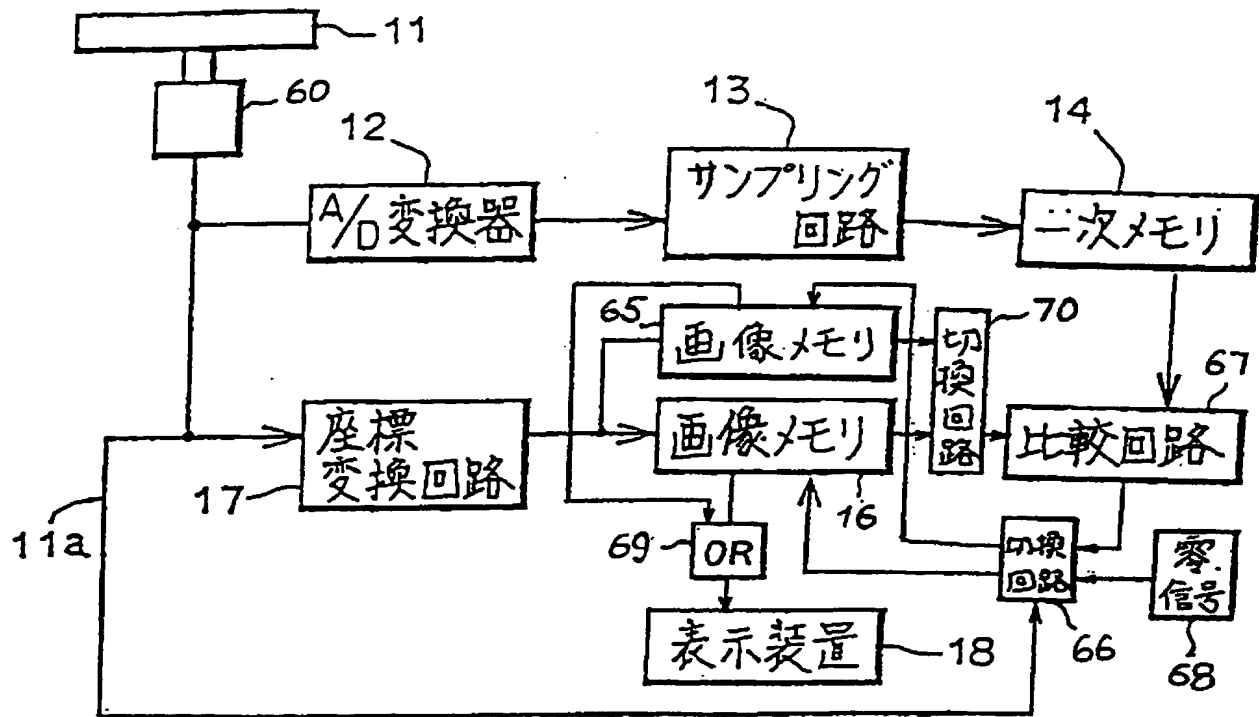 11
60
12
A/D変換器
13
サンプリング
回路
14
一次メモリ
65
画像メモリ
70
切
換
回
路
67
比較回路
座標
変換回路
17
画像メモリ
16
11a
69
OR
切換
回路
66
零
信号
68
表示装置
18